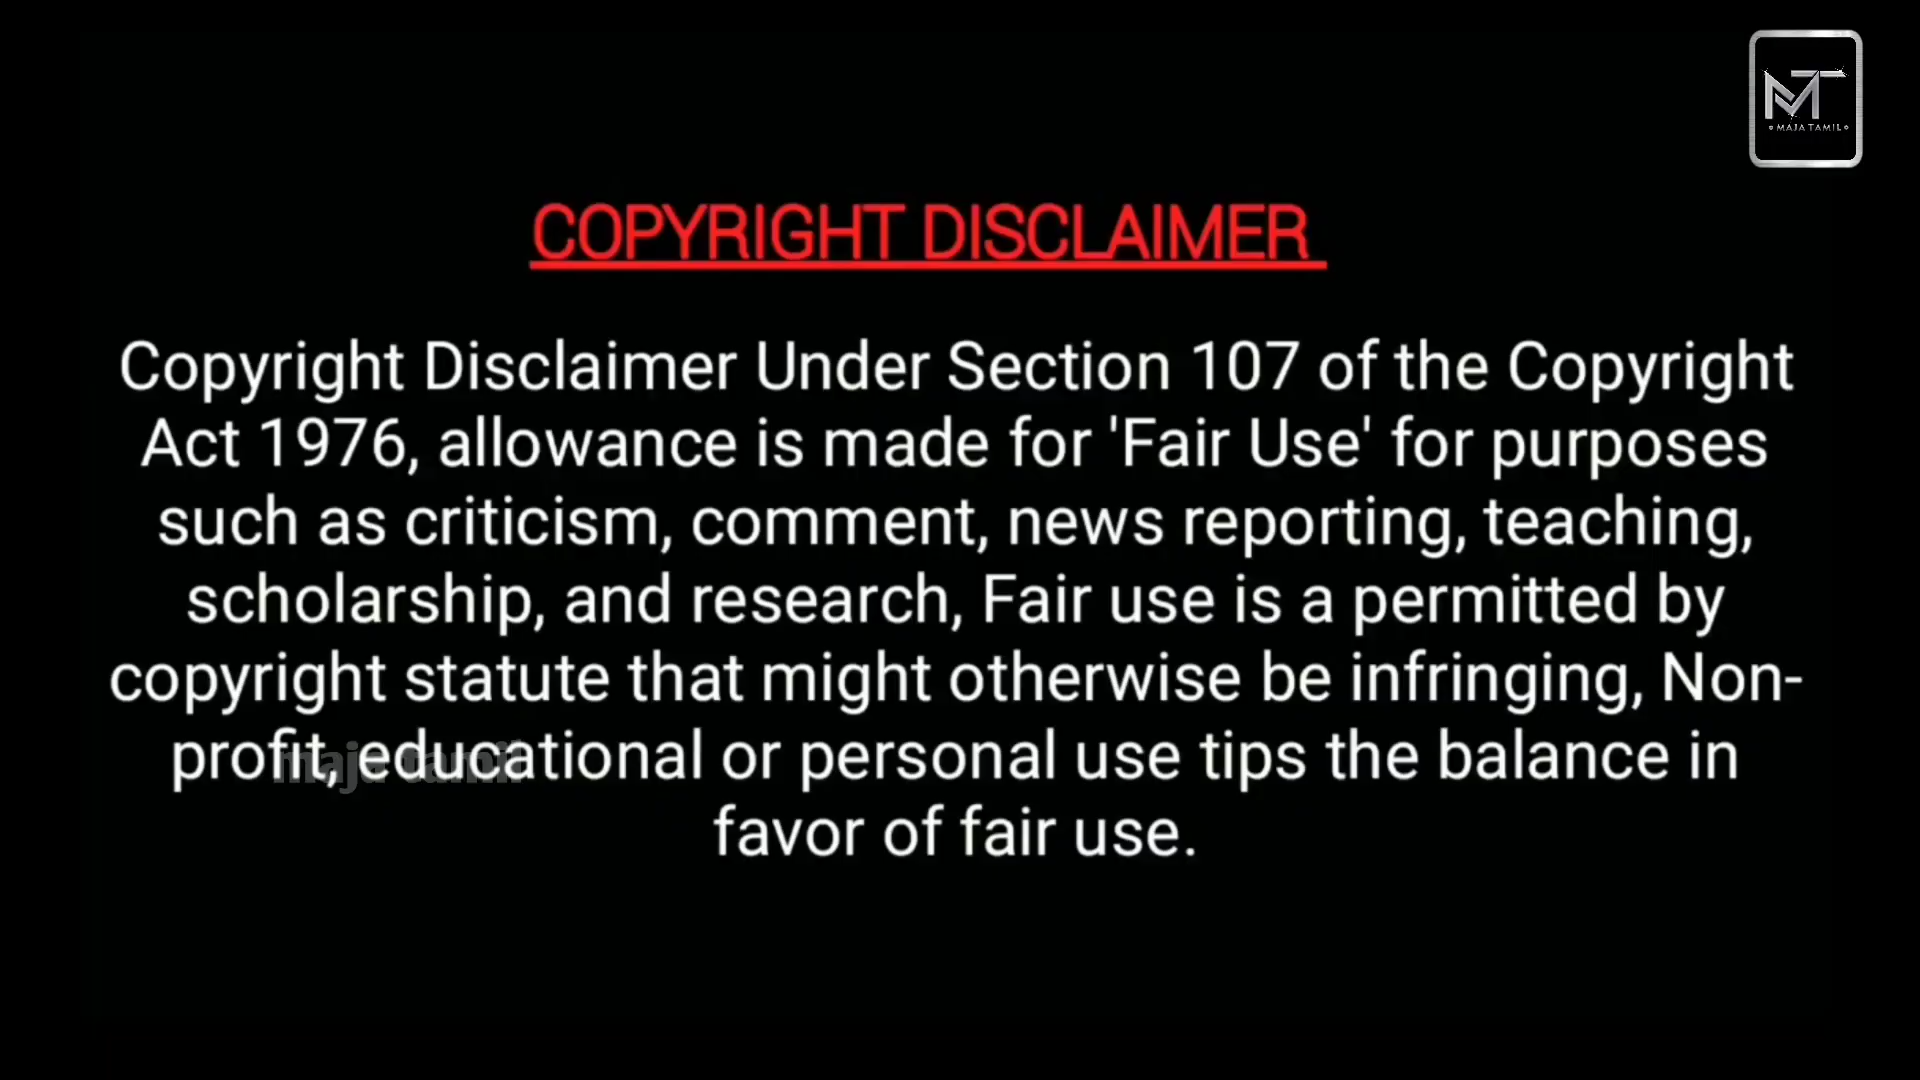 MT
MAJA TAMIL
COPYRIGHT DISCLAIMER
Copyright Disclaimer Under Section 107 of the Copyright
Act 1976, allowance is made for 'Fair Use' for purposes
such as criticism, comment, news reporting, teaching,
scholarship, and research, Fair use is a permitted by
copyright statute that might otherwise be infringing, Non-
profit, educational or personal use tips the balance in
maja tamil
favor of fair use.